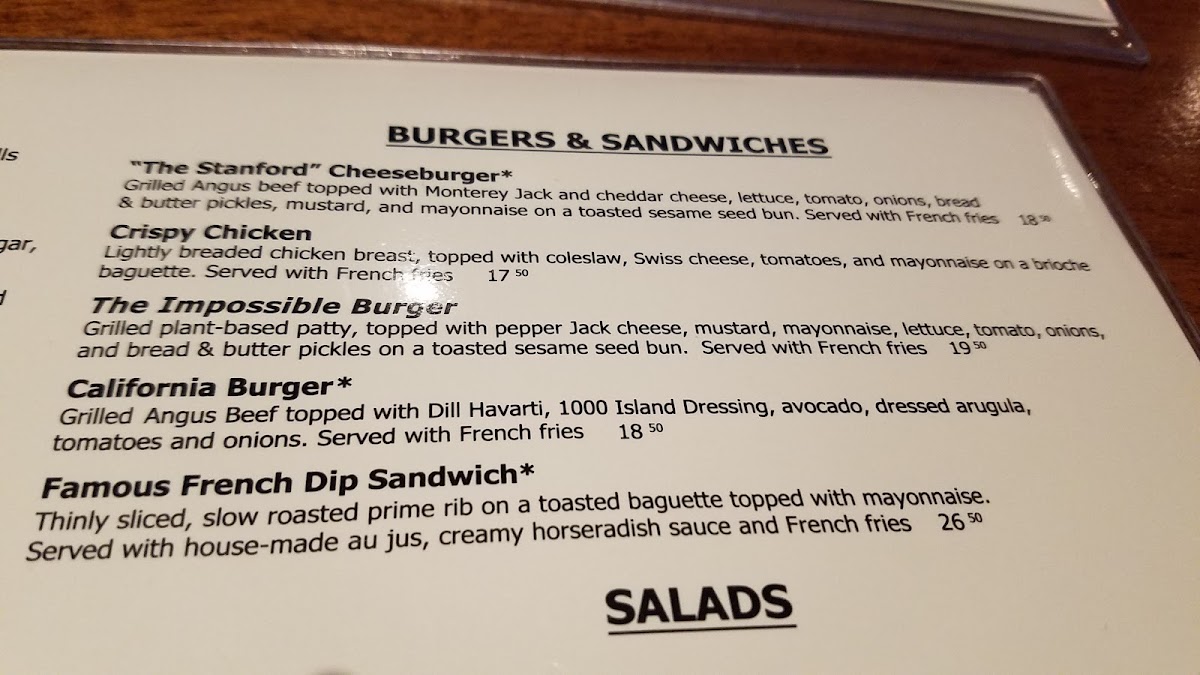 BURGERS & SANDWICHES
"The Stanford" Cheeseburger*
Grilled Angus beef topped with Monterey Jack and cheddar cheese, lettuce, tomato, onions, bread
& butter pickles, mustard, and mayonnaise on a toasted sesame seed bun. Served with French fries 18 50
Crispy Chicken
Lightly breaded chicken breast, topped with coleslaw, Swiss cheese, tomatoes, and mayonnaise on a brioche
baguette. Served with French fries 17 50
The Impossible Burger
Grilled plant-based patty, topped with pepper Jack cheese, mustard, mayonnaise, lettuce, tomato, onions,
and bread & butter pickles on a toasted sesame seed bun. Served with French fries 19 50
California Burger*
Grilled Angus Beef topped with Dill Havarti, 1000 Island Dressing, avocado, dressed arugula,
tomatoes and onions. Served with French fries 18 50
Famous French Dip Sandwich*
Thinly sliced, slow roasted prime rib on a toasted baguette topped with mayonnaise.
Served with house-made au jus, creamy horseradish sauce and French fries 26 50
SALADS